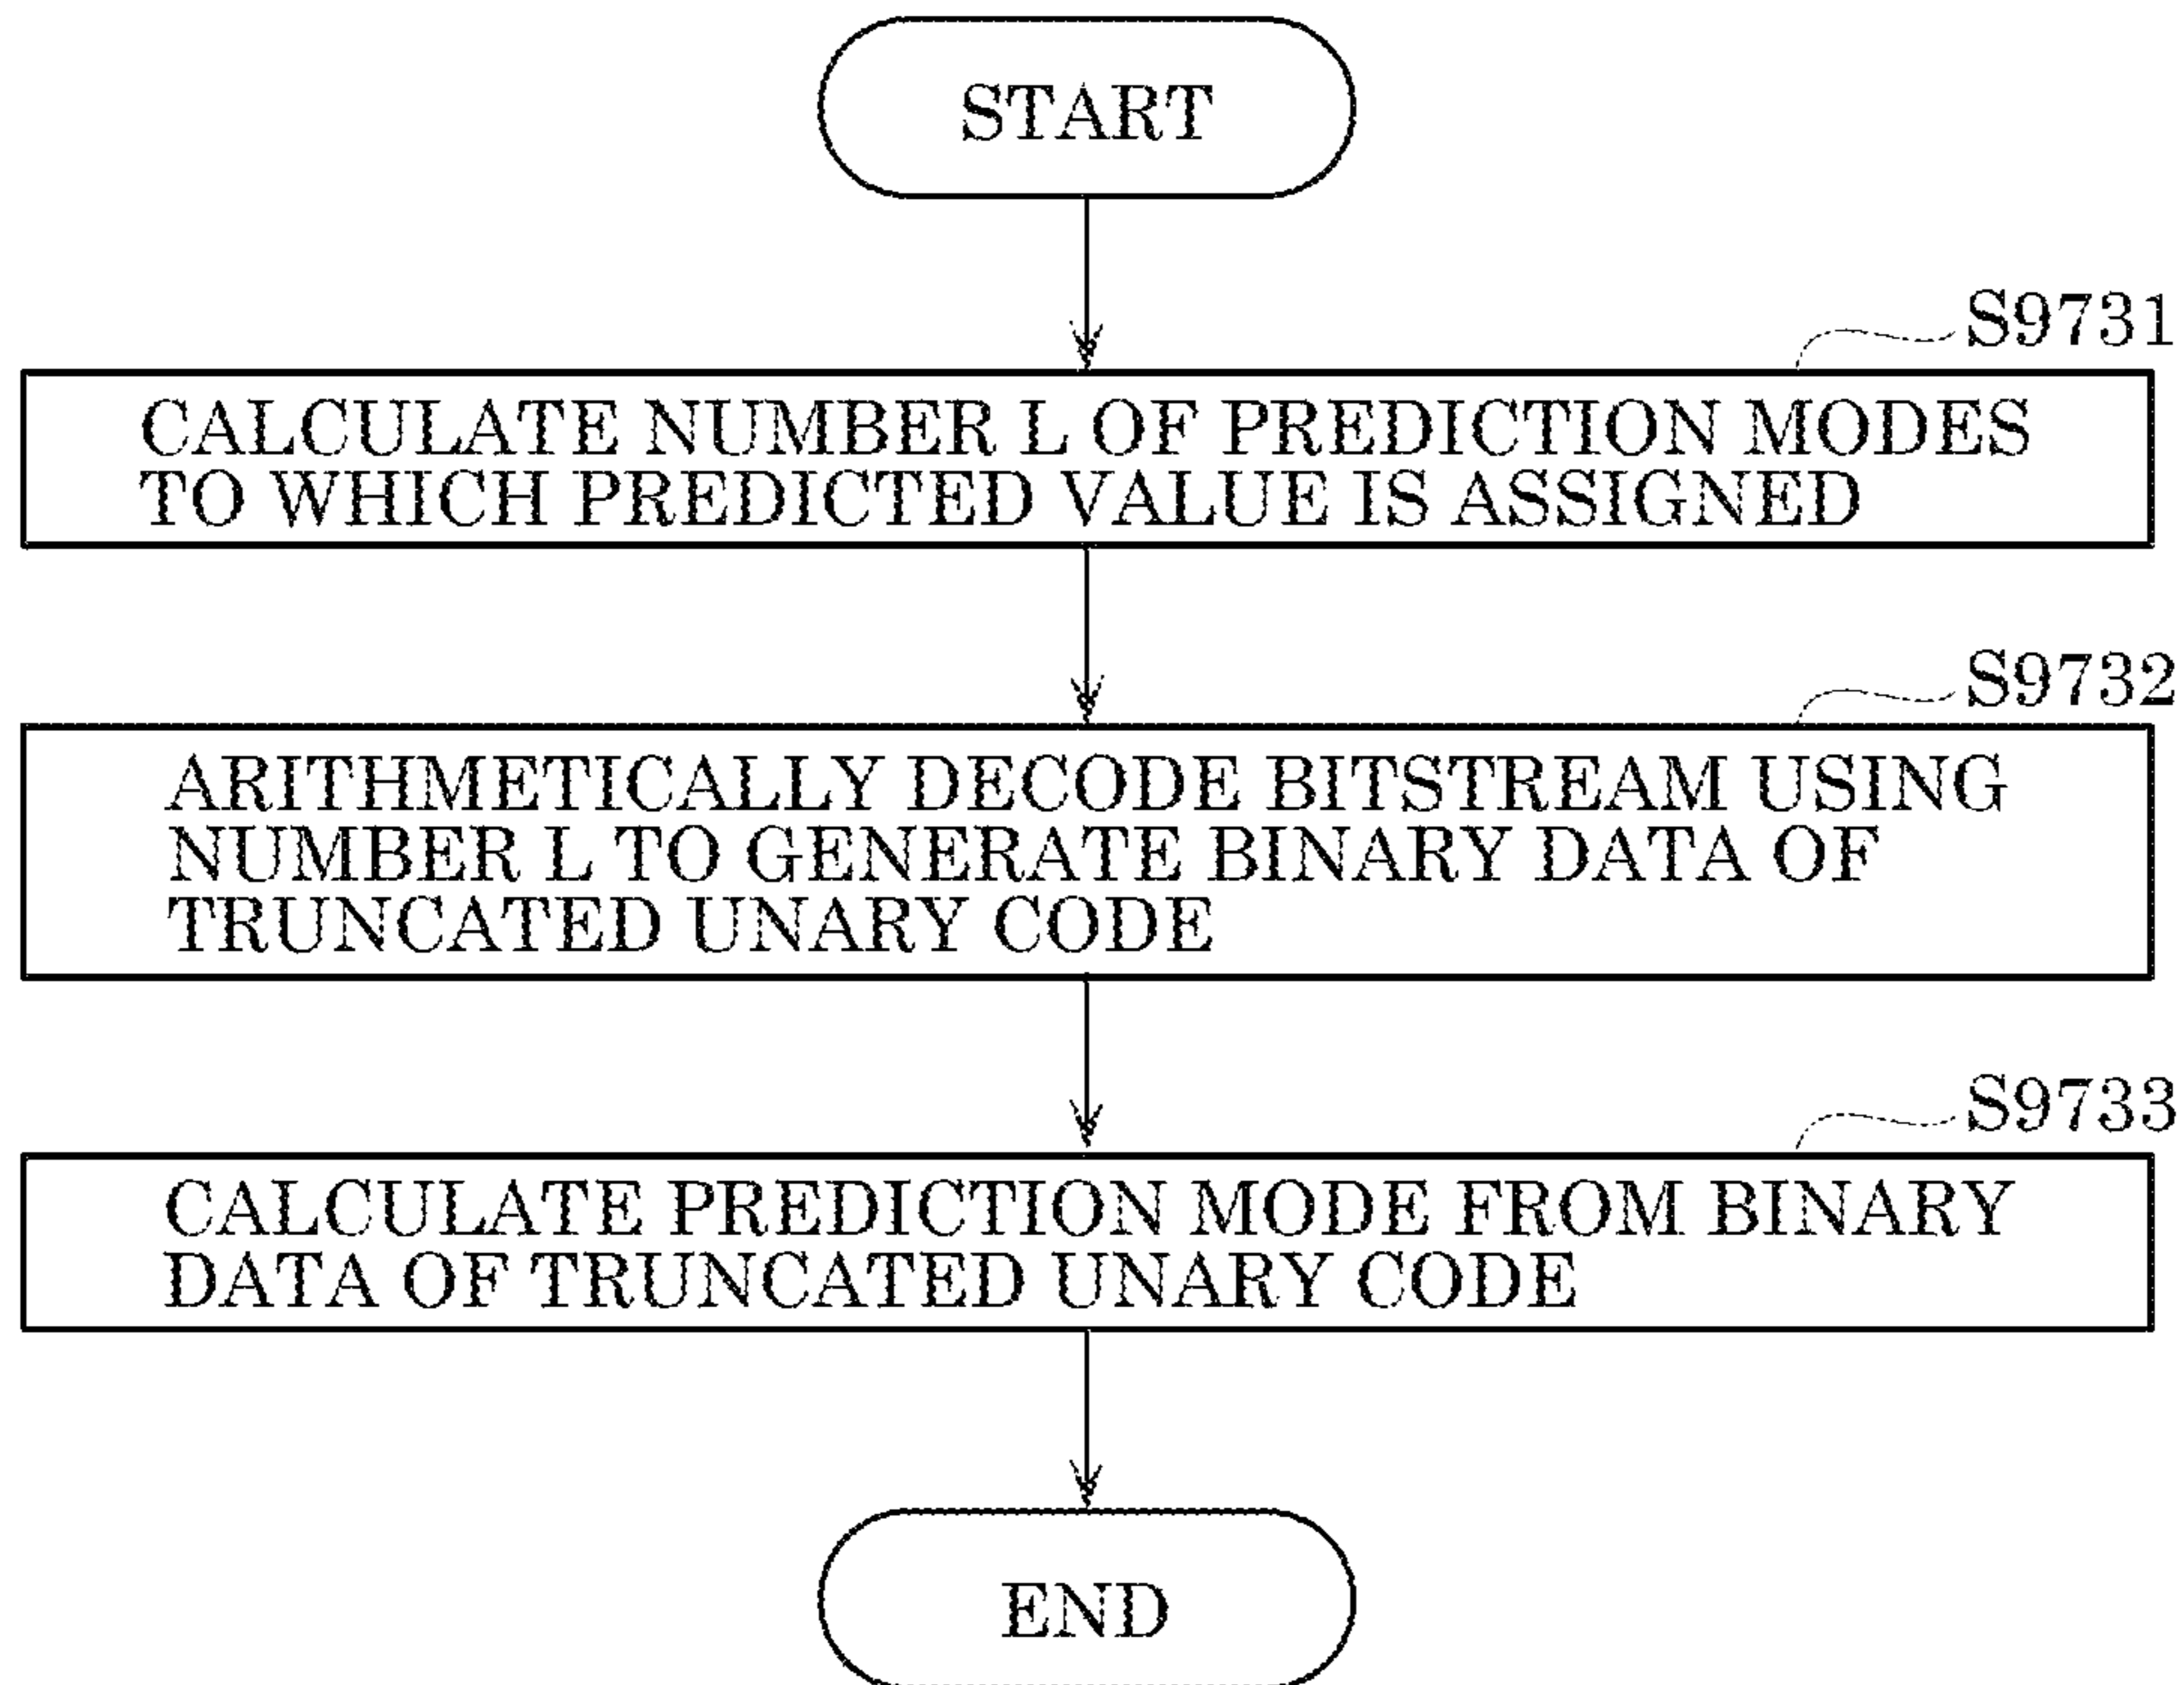 START
S9731
CALCULATE NUMBER L OF PREDICTION MODES
TO WHICH PREDICTED VALUE IS ASSIGNED
S9732
ARITHMETICALLY DECODE BITSTREAM USING
NUMBER L TO GENERATE BINARY DATA OF
TRUNCATED UNARY CODE
S9733
CALCULATE PREDICTION MODE FROM BINARY
DATA OF TRUNCATED UNARY CODE
END